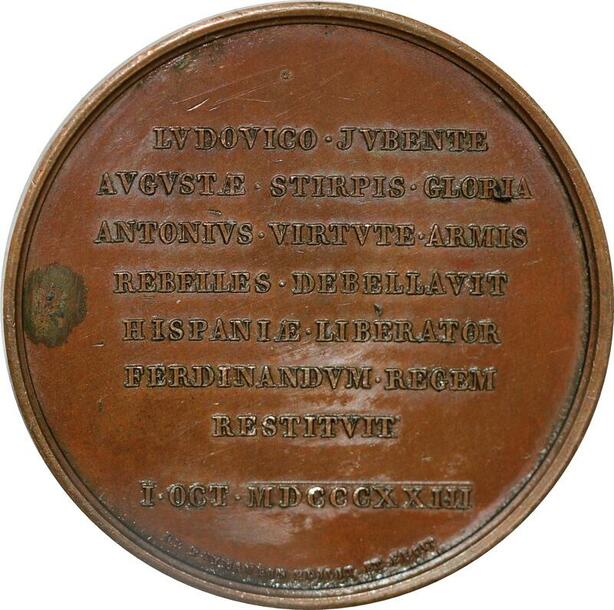 LVDOVICO · JVBENTE
AVGVSTÆ · STIRPIS · GLORIA
ANTONIVS · VIRTVTE · ARMIS
REBELLES · DEBELLAVIT
HISPANIÆ · LIBERATOR
FERDINANDVM · REGEM
RESTITVIT
I · OCT · MDCCCXXIII